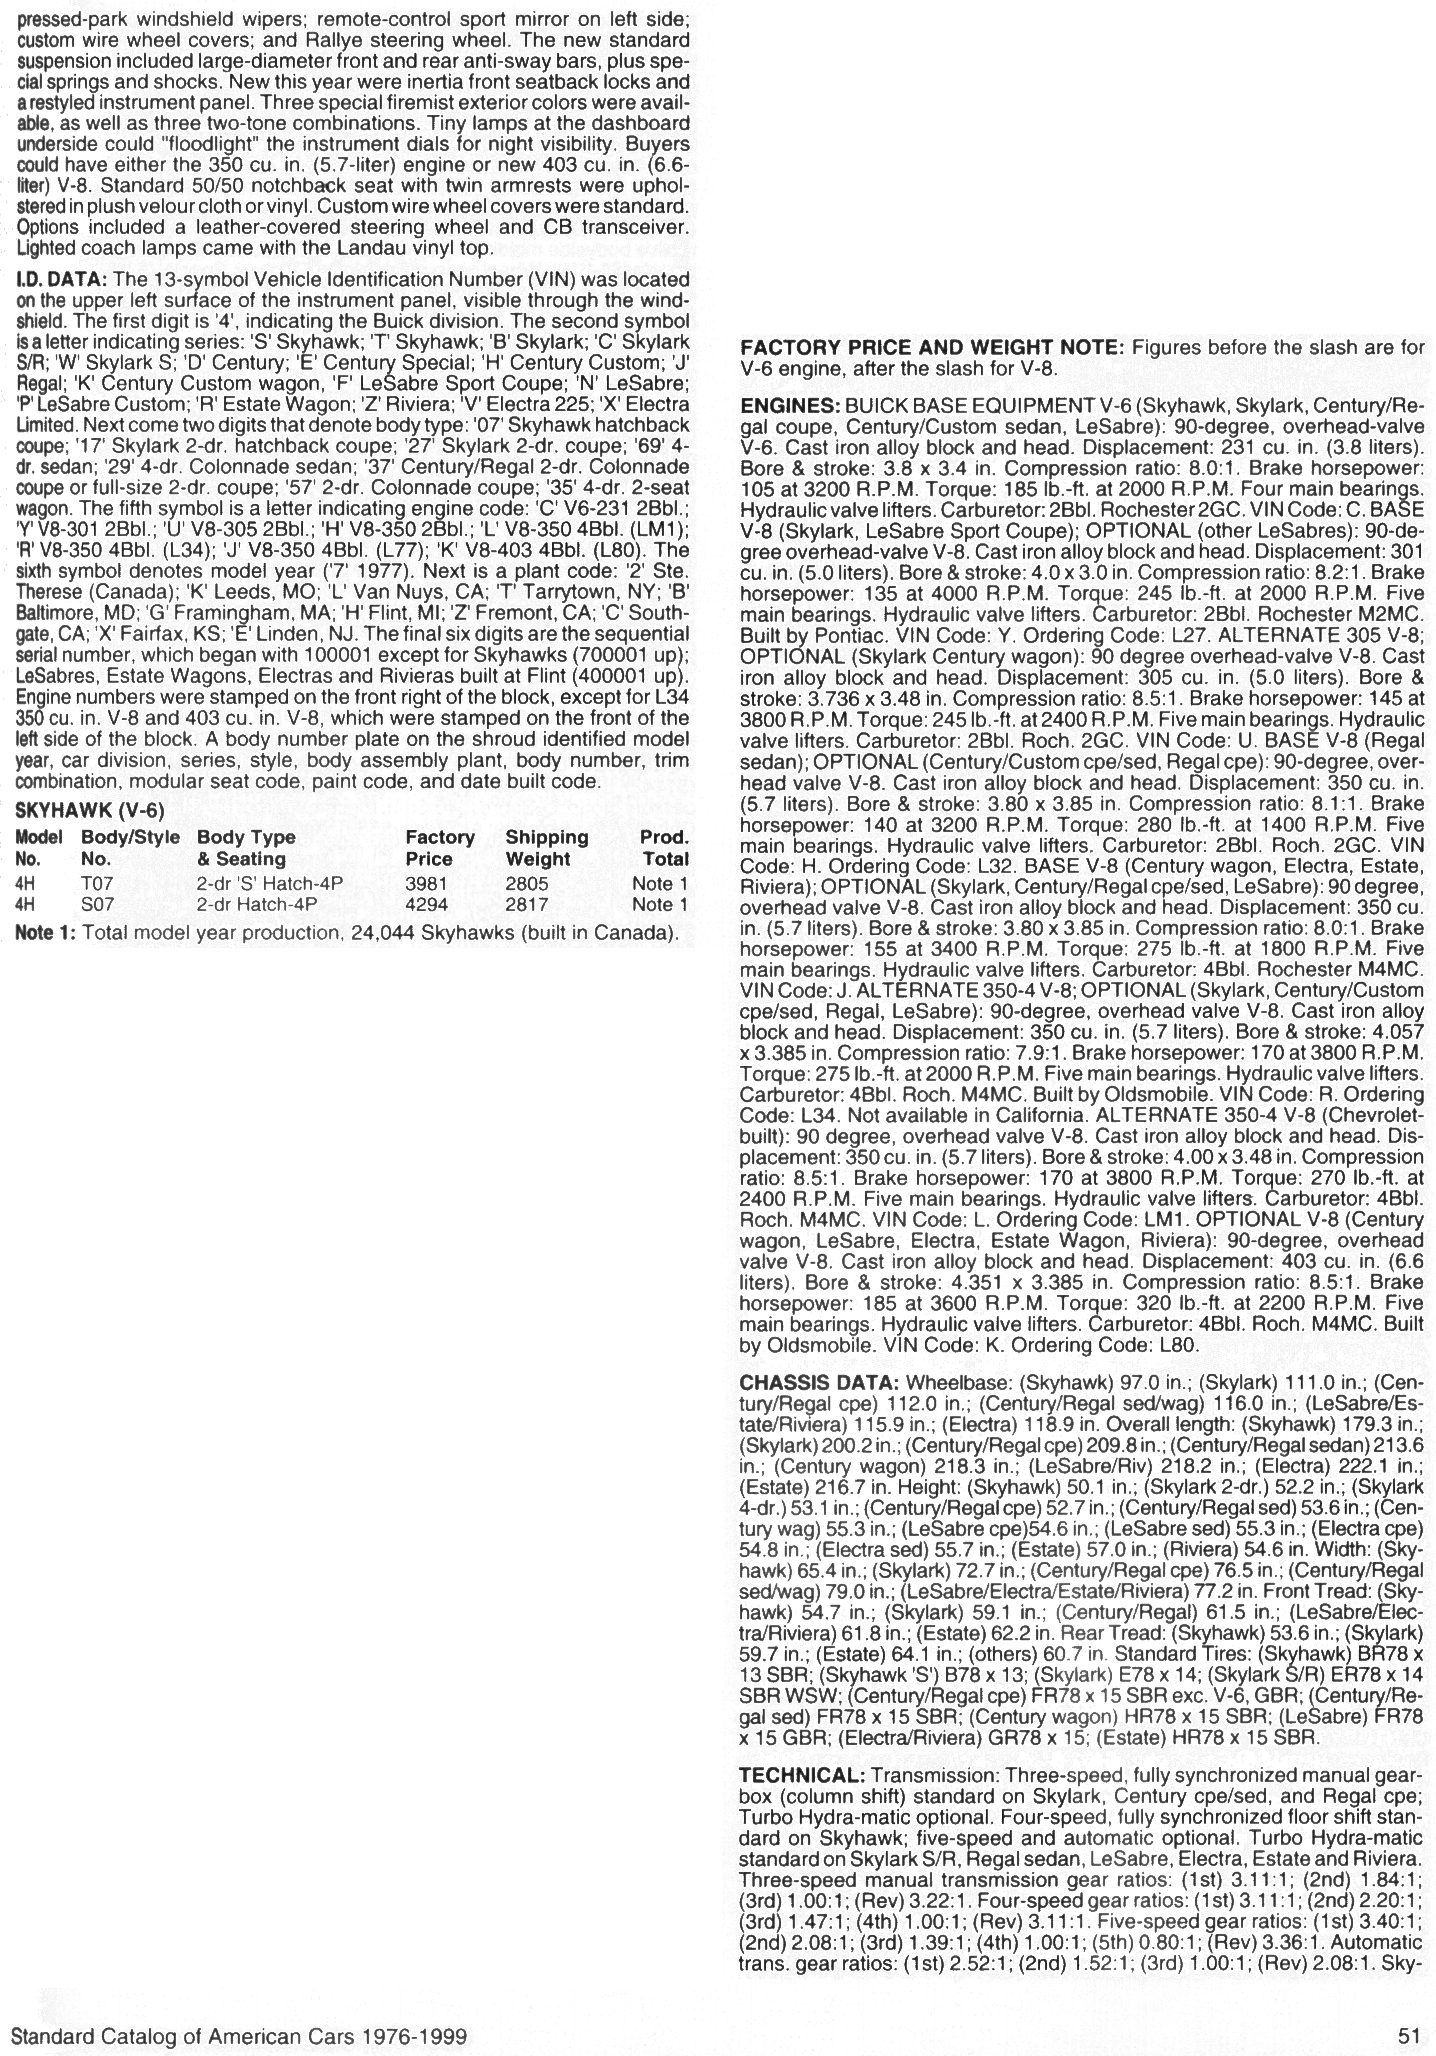 pressed-park windshield wipers; remote-control sport mirror on left side;
custom wire wheel covers; and Rallye steering wheel. The new standard
suspension included large-diameter front and rear anti-sway bars, plus spe-
cial springs and shocks. New this year were inertia front seatback locks and
a restyled instrument panel. Three special firemist exterior colors were avail-
able, as well as three two-tone combinations. Tiny lamps at the dashboard
underside could "floodlight" the instrument dials for night visibility. Buyers
could have either the 350 cu. in. (5.7-liter) engine or new 403 cu. in. (6.6-
liter) V-8. Standard 50/50 notchback seat with twin armrests were uphol-
stered in plush velour cloth or vinyl. Custom wire wheel covers were standard.
Options included a leather-covered steering wheel and CB transceiver.
Lighted coach lamps came with the Landau vinyl top.
I.D. DATA: The 13-symbol Vehicle Identification Number (VIN) was located
on the upper left surface of the instrument panel, visible through the wind-
shield. The first digit is '4', indicating the Buick division. The second symbol
is a letter indicating series: 'S' Skyhawk; 'T' Skyhawk; 'B' Skylark; 'C' Skylark
S/R; 'W' Skylark S; 'D' Century; 'E' Century Special; 'H' Century Custom; 'J'
Regal; 'K' Century Custom wagon, 'F' LeSabre Sport Coupe; 'N' LeSabre;
'P' LeSabre Custom; 'R' Estate Wagon; 'Z' Riviera; 'V' Electra 225; 'X' Electra
Limited. Next come two digits that denote body type: '07' Skyhawk hatchback
coupe; '17' Skylark 2-dr. hatchback coupe; '27' Skylark 2-dr. coupe; '69' 4-
dr. sedan; '29' 4-dr. Colonnade sedan; '37' Century/Regal 2-dr. Colonnade
coupe or full-size 2-dr. coupe; '57' 2-dr. Colonnade coupe; '35' 4-dr. 2-seat
wagon. The fifth symbol is a letter indicating engine code: 'C' V6-231 2Bbl.;
'Y' V8-301 2Bbl.; 'U' V8-305 2Bbl.; 'H' V8-350 2Bbl.; 'L' V8-350 4Bbl. (LM1);
'R' V8-350 4Bbl. (L34); 'J' V8-350 4Bbl. (L77); 'K' V8-403 4Bbl. (L80). The
sixth symbol denotes model year ('7' 1977). Next is a plant code: '2' Ste.
Therese (Canada); 'K' Leeds, MO; 'L' Van Nuys, CA; 'T' Tarrytown, NY; 'B'
Baltimore, MD; 'G' Framingham, MA; 'H' Flint, MI; 'Z' Fremont, CA; 'C' South-
gate, CA; 'X' Fairfax, KS; 'E' Linden, NJ. The final six digits are the sequential
serial number, which began with 100001 except for Skyhawks (700001 up);
LeSabres, Estate Wagons, Electras and Rivieras built at Flint (400001 up).
Engine numbers were stamped on the front right of the block, except for L34
350 cu. in. V-8 and 403 cu. in. V-8, which were stamped on the front of the
left side of the block. A body number plate on the shroud identified model
year, car division, series, style, body assembly plant, body number, trim
combination, modular seat code, paint code, and date built code.
SKYHAWK (V-6)
Model Body/Style Body Type Factory Shipping Prod.
No. No. & Seating Price Weight Total
4H T07 2-dr 'S' Hatch-4P 3981 2805 Note 1
4H S07 2-dr Hatch-4P 4294 2817 Note 1
Note 1: Total model year production, 24,044 Skyhawks (built in Canada).
FACTORY PRICE AND WEIGHT NOTE: Figures before the slash are for
V-6 engine, after the slash for V-8.
ENGINES: BUICK BASE EQUIPMENT V-6 (Skyhawk, Skylark, Century/Re-
gal coupe, Century/Custom sedan, LeSabre): 90-degree, overhead-valve
V-6. Cast iron alloy block and head. Displacement: 231 cu. in. (3.8 liters).
Bore & stroke: 3.8 x 3.4 in. Compression ratio: 8.0:1. Brake horsepower:
105 at 3200 R.P.M. Torque: 185 lb.-ft. at 2000 R.P.M. Four main bearings.
Hydraulic valve lifters. Carburetor: 2Bbl. Rochester 2GC. VIN Code: C. BASE
V-8 (Skylark, LeSabre Sport Coupe); OPTIONAL (other LeSabres): 90-de-
gree overhead-valve V-8. Cast iron alloy block and head. Displacement: 301
cu. in. (5.0 liters). Bore & stroke: 4.0 x 3.0 in. Compression ratio: 8.2:1. Brake
horsepower: 135 at 4000 R.P.M. Torque: 245 lb.-ft. at 2000 R.P.M. Five
main bearings. Hydraulic valve lifters. Carburetor: 2Bbl. Rochester M2MC.
Built by Pontiac. VIN Code: Y. Ordering Code: L27. ALTERNATE 305 V-8;
OPTIONAL (Skylark Century wagon): 90 degree overhead-valve V-8. Cast
iron alloy block and head. Displacement: 305 cu. in. (5.0 liters). Bore &
stroke: 3.736 x 3.48 in. Compression ratio: 8.5:1. Brake horsepower: 145 at
3800 R.P.M. Torque: 245 lb.-ft. at 2400 R.P.M. Five main bearings. Hydraulic
valve lifters. Carburetor: 2Bbl. Roch. 2GC. VIN Code: U. BASE V-8 (Regal
sedan); OPTIONAL (Century/Custom cpe/sed, Regal cpe): 90-degree, over-
head valve V-8. Cast iron alloy block and head. Displacement: 350 cu. in.
(5.7 liters). Bore & stroke: 3.80 x 3.85 in. Compression ratio: 8.1:1. Brake
horsepower: 140 at 3200 R.P.M. Torque: 280 lb.-ft. at 1400 R.P.M. Five
main bearings. Hydraulic valve lifters. Carburetor: 2Bbl. Roch. 2GC. VIN
Code: H. Ordering Code: L32. BASE V-8 (Century wagon, Electra, Estate,
Riviera); OPTIONAL (Skylark, Century/Regal cpe/sed, LeSabre): 90 degree,
overhead valve V-8. Cast iron alloy block and head. Displacement: 350 cu.
in. (5.7 liters). Bore & stroke: 3.80 x 3.85 in. Compression ratio: 8.0:1. Brake
horsepower: 155 at 3400 R.P.M. Torque: 275 lb.-ft. at 1800 R.P.M. Five
main bearings. Hydraulic valve lifters. Carburetor: 4Bbl. Rochester M4MC.
VIN Code: J. ALTERNATE 350-4 V-8; OPTIONAL (Skylark, Century/Custom
cpe/sed, Regal, LeSabre): 90-degree, overhead valve V-8. Cast iron alloy
block and head. Displacement: 350 cu. in. (5.7 liters). Bore & stroke: 4.057
x 3.385 in. Compression ratio: 7.9:1. Brake horsepower: 170 at 3800 R.P.M.
Torque: 275 lb.-ft. at 2000 R.P.M. Five main bearings. Hydraulic valve lifters.
Carburetor: 4Bbl. Roch. M4MC. Built by Oldsmobile. VIN Code: R. Ordering
Code: L34. Not available in California. ALTERNATE 350-4 V-8 (Chevrolet-
built): 90 degree, overhead valve V-8. Cast iron alloy block and head. Dis-
placement: 350 cu. in. (5.7 liters). Bore & stroke: 4.00 x 3.48 in. Compression
ratio: 8.5:1. Brake horsepower: 170 at 3800 R.P.M. Torque: 270 lb.-ft. at
2400 R.P.M. Five main bearings. Hydraulic valve lifters. Carburetor: 4Bbl.
Roch. M4MC. VIN Code: L. Ordering Code: LM1. OPTIONAL V-8 (Century
wagon, LeSabre, Electra, Estate Wagon, Riviera): 90-degree, overhead
valve V-8. Cast iron alloy block and head. Displacement: 403 cu. in. (6.6
liters). Bore & stroke: 4.351 x 3.385 in. Compression ratio: 8.5:1. Brake
horsepower: 185 at 3600 R.P.M. Torque: 320 lb.-ft. at 2200 R.P.M. Five
main bearings. Hydraulic valve lifters. Carburetor: 4Bbl. Roch. M4MC. Built
by Oldsmobile. VIN Code: K. Ordering Code: L80.
CHASSIS DATA: Wheelbase: (Skyhawk) 97.0 in.; (Skylark) 111.0 in.; (Cen-
tury/Regal cpe) 112.0 in.; (Century/Regal sed/wag) 116.0 in.; (LeSabre/Es-
tate/Riviera) 115.9 in.; (Electra) 118.9 in. Overall length: (Skyhawk) 179.3 in.;
(Skylark) 200.2 in.; (Century/Regal cpe) 209.8 in.; (Century/Regal sedan) 213.6
in.; (Century wagon) 218.3 in.; (LeSabre/Riv) 218.2 in.; (Electra) 222.1 in.;
(Estate) 216.7 in. Height: (Skyhawk) 50.1 in.; (Skylark 2-dr.) 52.2 in.; (Skylark
4-dr.) 53.1 in.; (Century/Regal cpe) 52.7 in.; (Century/Regal sed) 53.6 in.; (Cen-
tury wag) 55.3 in.; (LeSabre cpe)54.6 in.; (LeSabre sed) 55.3 in.; (Electra cpe)
54.8 in.; (Electra sed) 55.7 in.; (Estate) 57.0 in.; (Riviera) 54.6 in. Width: (Sky-
hawk) 65.4 in.; (Skylark) 72.7 in.; (Century/Regal cpe) 76.5 in.; (Century/Regal
sed/wag) 79.0 in.; (LeSabre/Electra/Estate/Riviera) 77.2 in. Front Tread: (Sky-
hawk) 54.7 in.; (Skylark) 59.1 in.; (Century/Regal) 61.5 in.; (LeSabre/Elec-
tra/Riviera) 61.8 in.; (Estate) 62.2 in. Rear Tread: (Skyhawk) 53.6 in.; (Skylark)
59.7 in.; (Estate) 64.1 in.; (others) 60.7 in. Standard Tires: (Skyhawk) BR78 x
13 SBR; (Skyhawk 'S') B78 x 13; (Skylark) E78 x 14; (Skylark S/R) ER78 x 14
SBR WSW; (Century/Regal cpe) FR78 x 15 SBR exc. V-6, GBR; (Century/Re-
gal sed) FR78 x 15 SBR; (Century wagon) HR78 x 15 SBR; (LeSabre) FR78
x 15 GBR; (Electra/Riviera) GR78 x 15; (Estate) HR78 x 15 SBR.
TECHNICAL: Transmission: Three-speed, fully synchronized manual gear-
box (column shift) standard on Skylark, Century cpe/sed, and Regal cpe;
Turbo Hydra-matic optional. Four-speed, fully synchronized floor shift stan-
dard on Skyhawk; five-speed and automatic optional. Turbo Hydra-matic
standard on Skylark S/R, Regal sedan, LeSabre, Electra, Estate and Riviera.
Three-speed manual transmission gear ratios: (1st) 3.11:1; (2nd) 1.84:1;
(3rd) 1.00:1; (Rev) 3.22:1. Four-speed gear ratios: (1st) 3.11:1; (2nd) 2.20:1;
(3rd) 1.47:1; (4th) 1.00:1; (Rev) 3.11:1. Five-speed gear ratios: (1st) 3.40:1;
(2nd) 2.08:1; (3rd) 1.39:1; (4th) 1.00:1; (5th) 0.80:1; (Rev) 3.36:1. Automatic
trans. gear ratios: (1st) 2.52:1; (2nd) 1.52:1; (3rd) 1.00:1; (Rev) 2.08:1. Sky-
Standard Catalog of American Cars 1976-1999
51